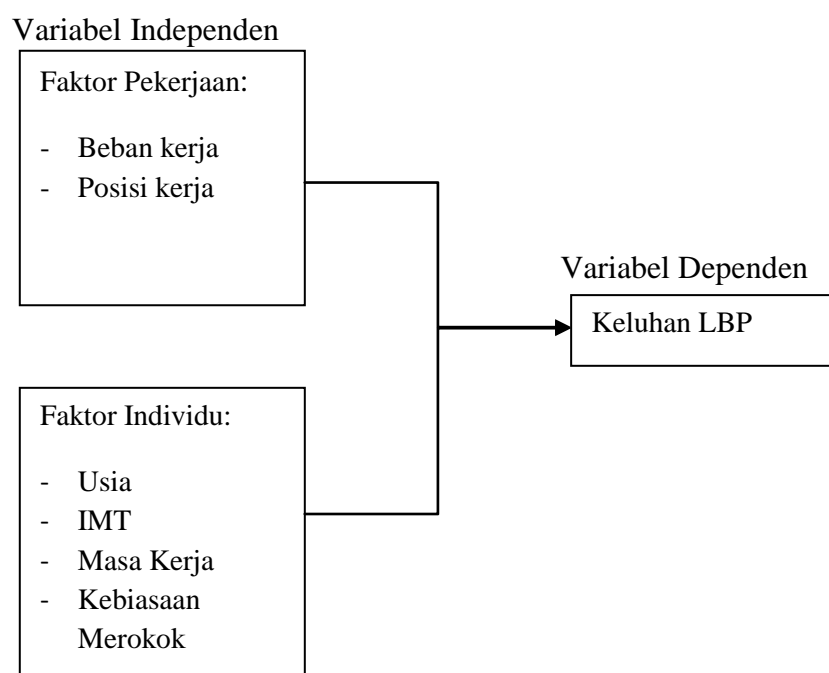 Variabel Independen
Faktor Pekerjaan:
- Beban kerja
- Posisi kerja
Variabel Dependen
Keluhan LBP
Faktor Individu:
- Usia
- IMT
- Masa Kerja
- Kebiasaan
Merokok